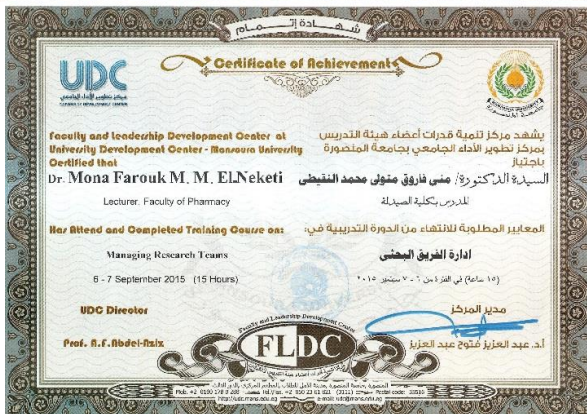 شهادة إتمام
Certificate of Achievement
UDC
مركز تطوير الأداء الجامعي
Faculty and Leadership Development Center at
University Development Center - Mansoura University
Certified that
Dr. Mona Farouk M. M. ElNeketi
Lecturer, Faculty of Pharmacy
Has Attend and Completed Training Course on:
Managing Research Teams
6 - 7 September 2015 (15 Hours)
UDC Director
Prof. A.F.Abdel-Aziz
يشهد مركز تنمية قدرات أعضاء هيئة التدريس
بمركز تطوير الأداء الجامعي بجامعة المنصورة
باجتياز
السيدة الدكتورة/ منى فاروق متولى محمد النقيطى
المدرس بكلية الصيدلة
المعايير المطلوبة للانتهاء من الدورة التدريبية في:
ادارة الفريق البحثى
(١٥ ساعة) في الفترة من ٦ - ٧ سبتمبر ٢٠١٥
مدير المركز
أ.د. عبد العزيز فتوح عبد العزيز
Faculty and Leadership Development Center
FLDC